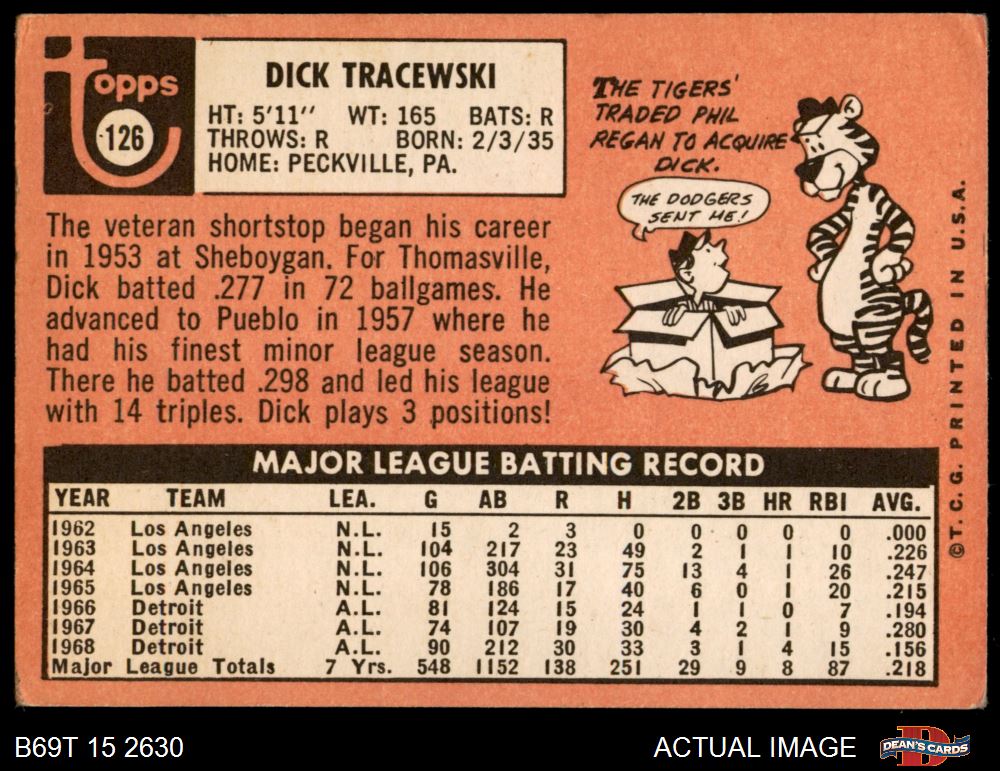 topps
126
DICK TRACEWSKI
HT: 5'11" WT: 165 BATS: R
THROWS: R BORN: 2/3/35
HOME: PECKVILLE, PA.
THE TIGERS'
TRADED PHIL
REGAN TO ACQUIRE
DICK.
THE DODGERS
SENT ME!
The veteran shortstop began his career
in 1953 at Sheboygan. For Thomasville,
Dick batted .277 in 72 ballgames. He
advanced to Pueblo in 1957 where he
had his finest minor league season.
There he batted .298 and led his league
with 14 triples. Dick plays 3 positions!
©T.C.G. PRINTED IN U.S.A.
MAJOR LEAGUE BATTING RECORD
YEAR TEAM LEA. G AB R H 2B 3B HR RBI AVG.
1962 Los Angeles N.L. 15 2 3 0 0 0 0 0 .000
1963 Los Angeles N.L. 104 217 23 49 2 1 1 10 .226
1964 Los Angeles N.L. 106 304 31 75 13 4 1 26 .247
1965 Los Angeles N.L. 78 186 17 40 6 0 1 20 .215
1966 Detroit A.L. 81 124 15 24 1 1 0 7 .194
1967 Detroit A.L. 74 107 19 30 4 2 1 9 .280
1968 Detroit A.L. 90 212 30 33 3 1 4 15 .156
Major League Totals 7 Yrs. 548 1152 138 251 29 9 8 87 .218
B69T 15 2630
ACTUAL IMAGE
DEAN'S CARDS